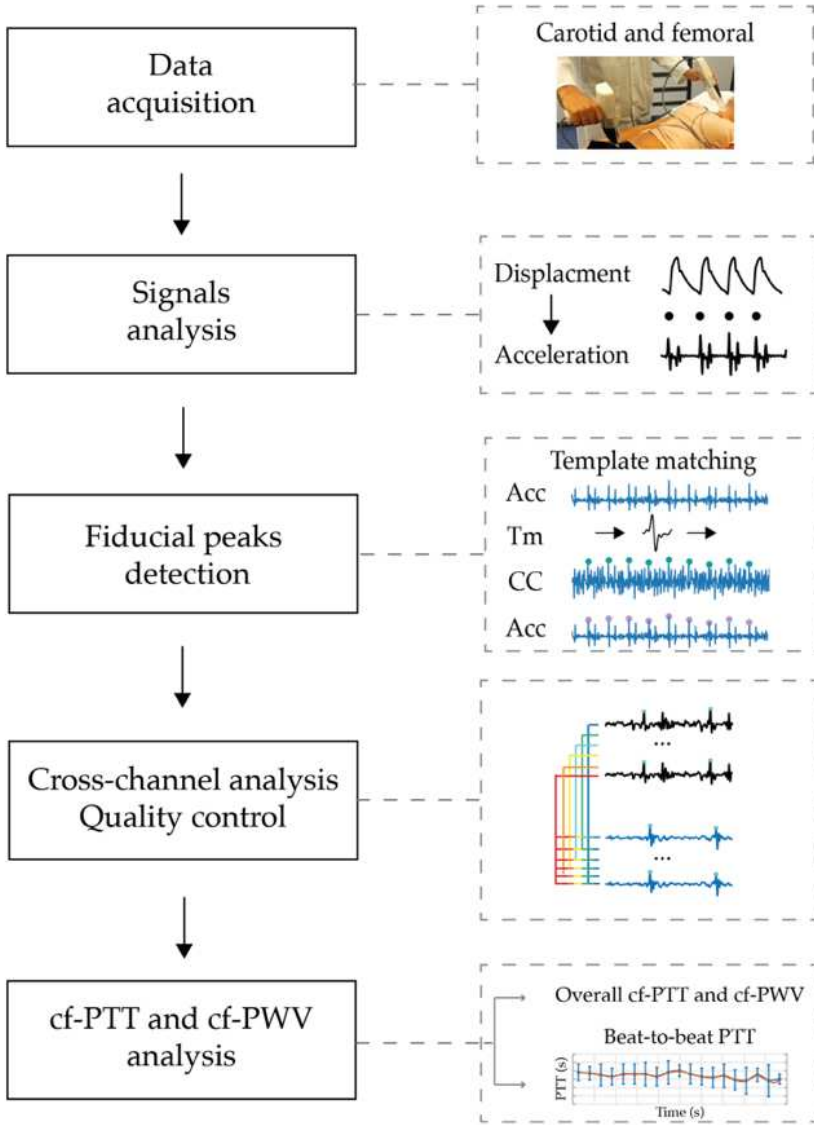 Data
acquisition
Carotid and femoral
Signals
analysis
Displacment
Acceleration
Fiducial peaks
detection
Template matching
Acc
Tm
CC
Acc
Cross-channel analysis
Quality control
...
...
cf-PTT and cf-PWV
analysis
Overall cf-PTT and cf-PWV
Beat-to-beat PTT
PTT (s)
Time (s)